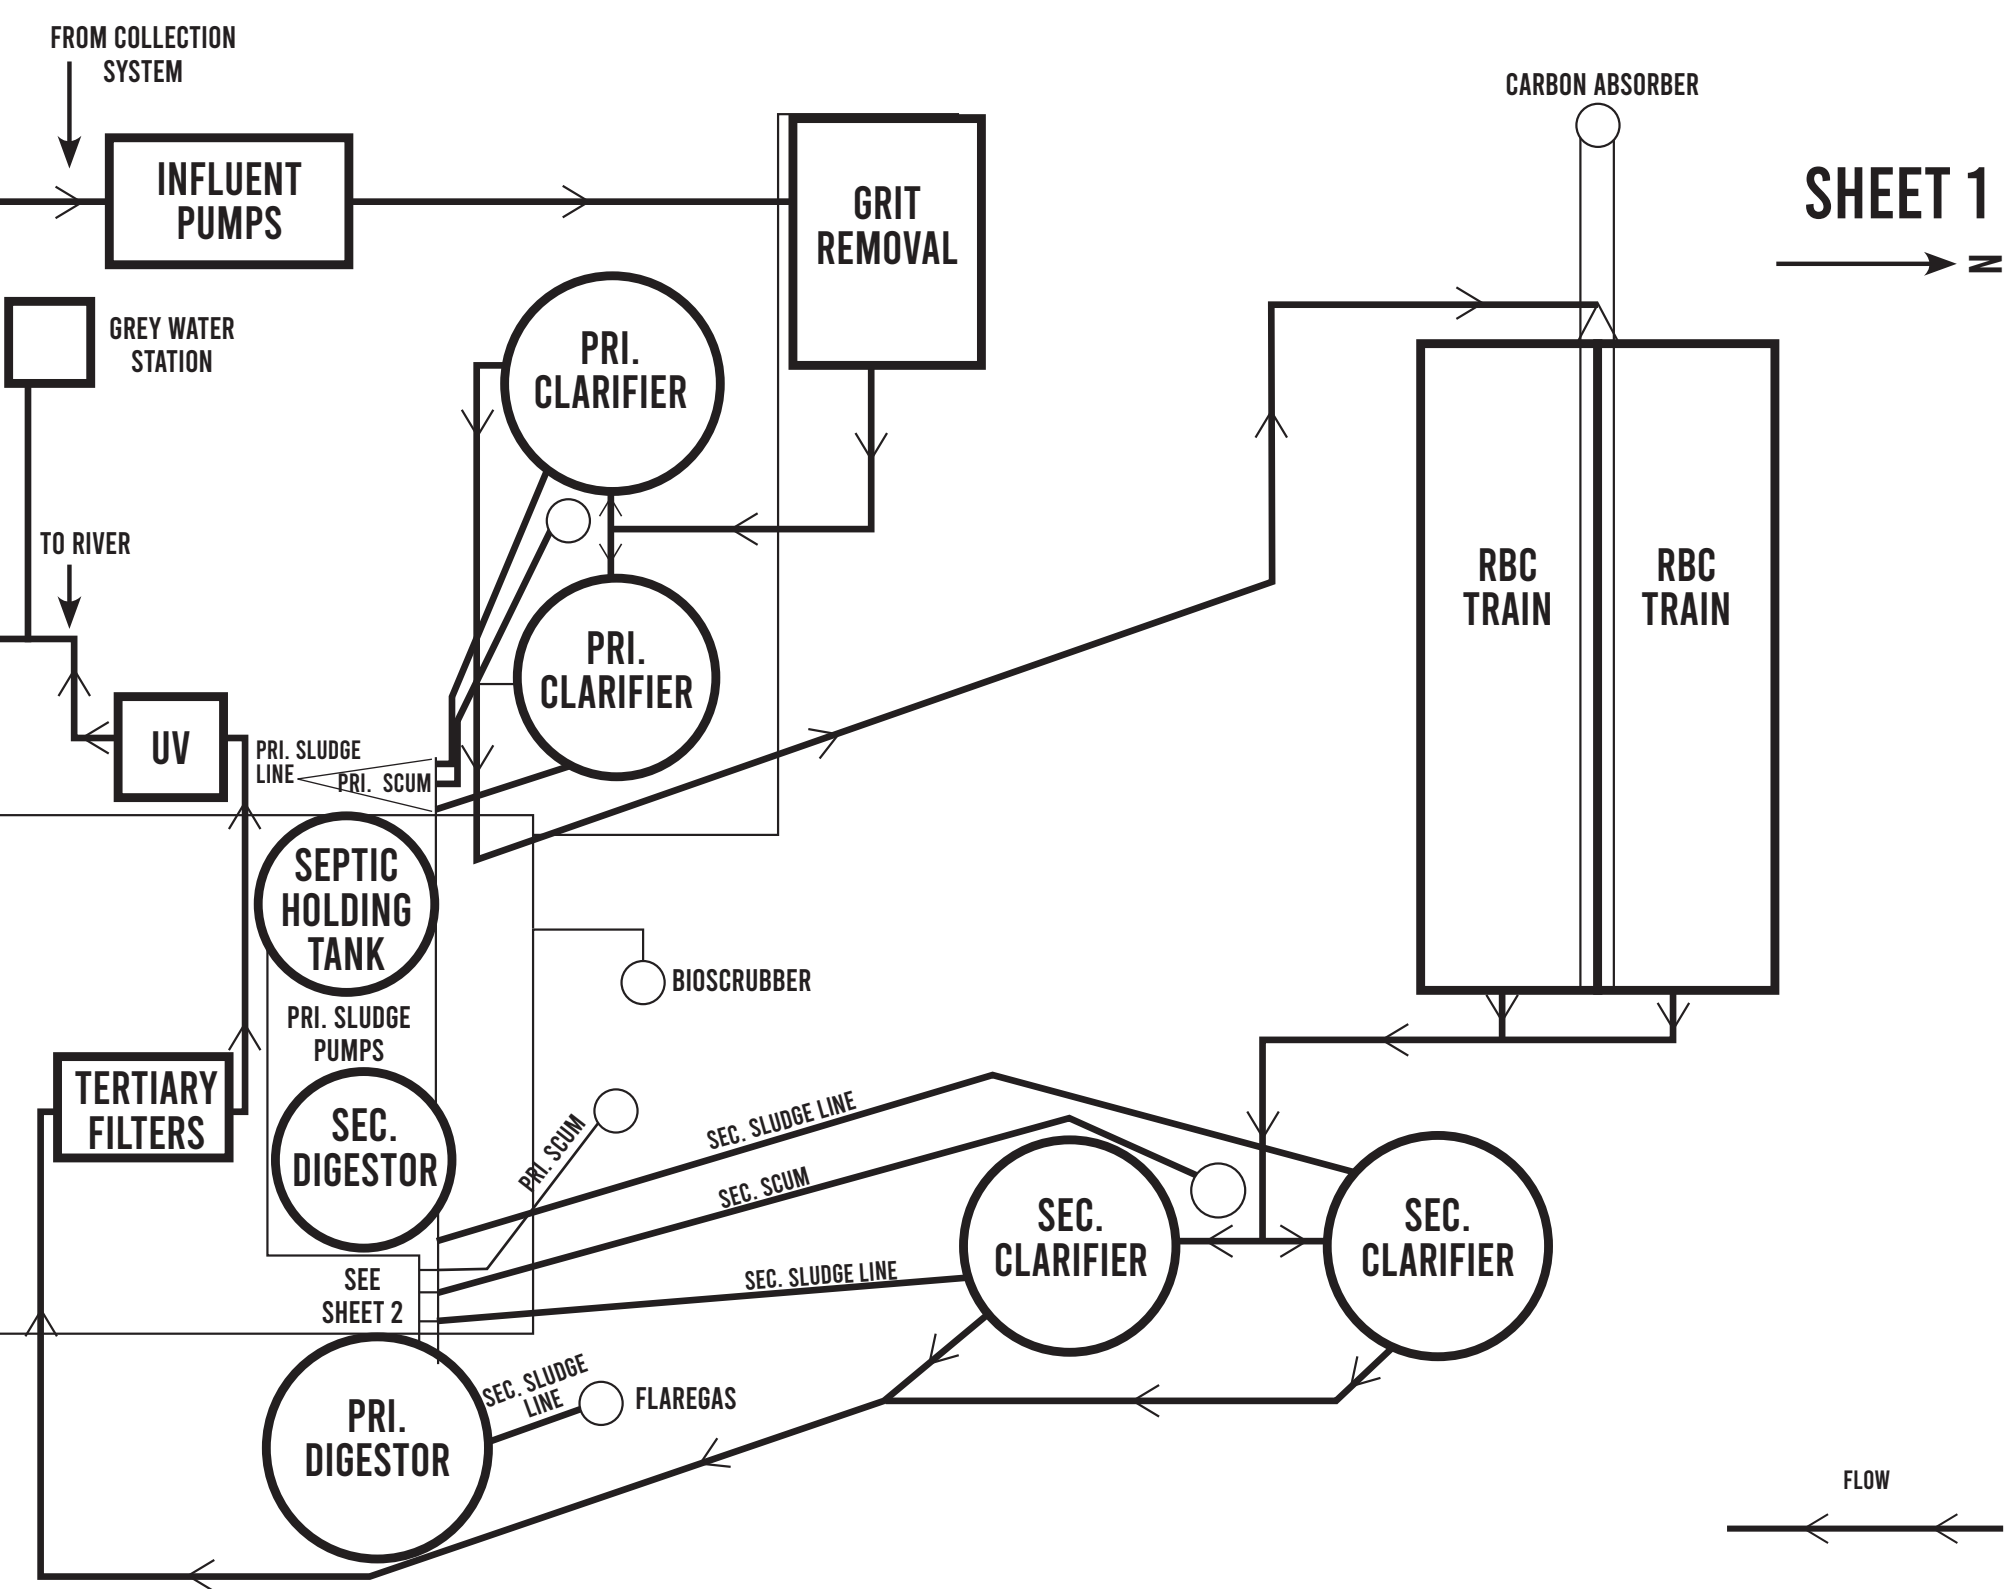 FROM COLLECTION
SYSTEM
CARBON ABSORBER
INFLUENT
PUMPS
GRIT
REMOVAL
SHEET 1
N
GREY WATER
STATION
PRI.
CLARIFIER
TO RIVER
RBC
TRAIN
RBC
TRAIN
PRI.
CLARIFIER
UV
PRI. SLUDGE
LINE
PRI. SCUM
SEPTIC
HOLDING
TANK
BIOSCRUBBER
PRI. SLUDGE
PUMPS
TERTIARY
FILTERS
SEC.
DIGESTOR
PRI. SCUM
SEC. SLUDGE LINE
SEC. SCUM
SEC.
CLARIFIER
SEC.
CLARIFIER
SEE
SHEET 2
SEC. SLUDGE LINE
SEC. SLUDGE
LINE
FLAREGAS
PRI.
DIGESTOR
FLOW